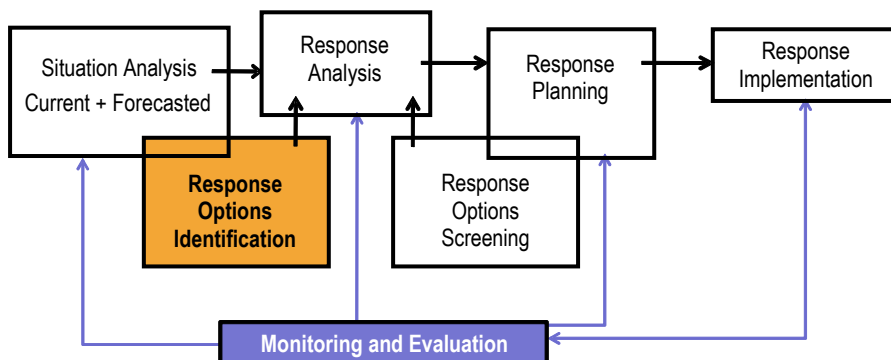 Situation Analysis
Current + Forecasted
Response
Analysis
Response
Planning
Response
Implementation
Response
Options
Identification
Response
Options
Screening
Monitoring and Evaluation